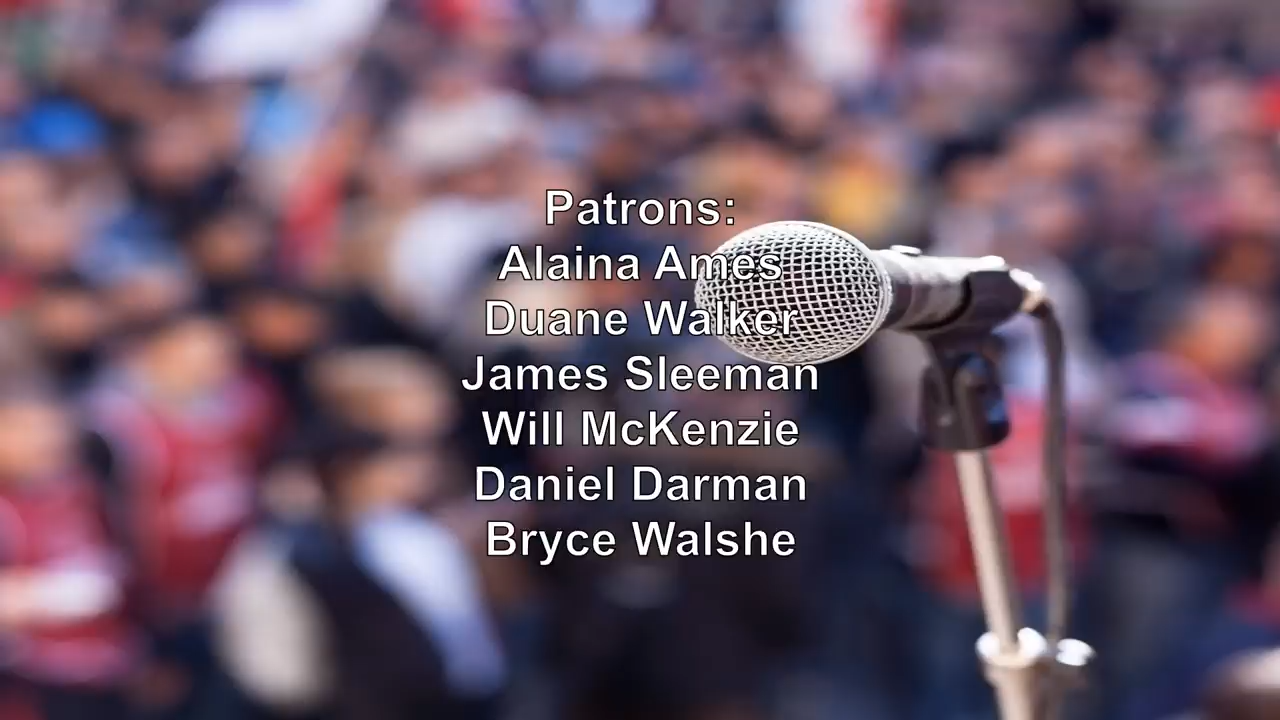 Patrons:
Alaina Ames
Duane Walker
James Sleeman
Will McKenzie
Daniel Darman
Bryce Walshe